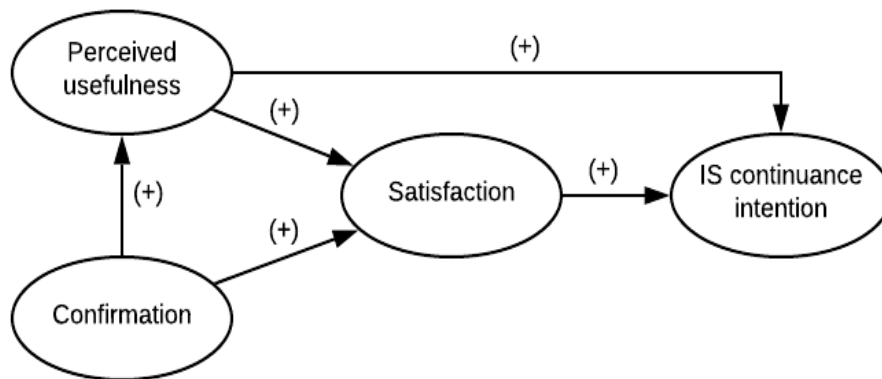 Perceived
usefulness
(+)
(+)
Satisfaction
(+)
IS continuance
intention
(+)
(+)
Confirmation